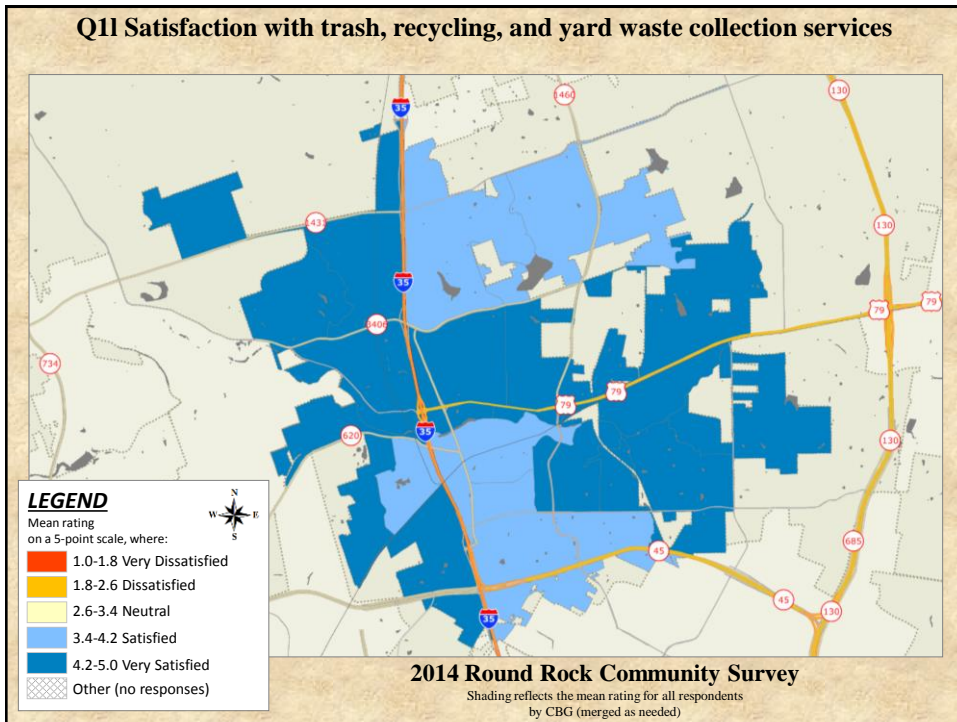 Q1l Satisfaction with trash, recycling, and yard waste collection services
35
1460
130
1431
130
35
79
79
3406
734
79
79
620
35
130
45
685
45
130
35
LEGEND
N
W E
S
Mean rating
on a 5-point scale, where:
1.0-1.8 Very Dissatisfied
1.8-2.6 Dissatisfied
2.6-3.4 Neutral
3.4-4.2 Satisfied
4.2-5.0 Very Satisfied
Other (no responses)
2014 Round Rock Community Survey
Shading reflects the mean rating for all respondents
by CBG (merged as needed)